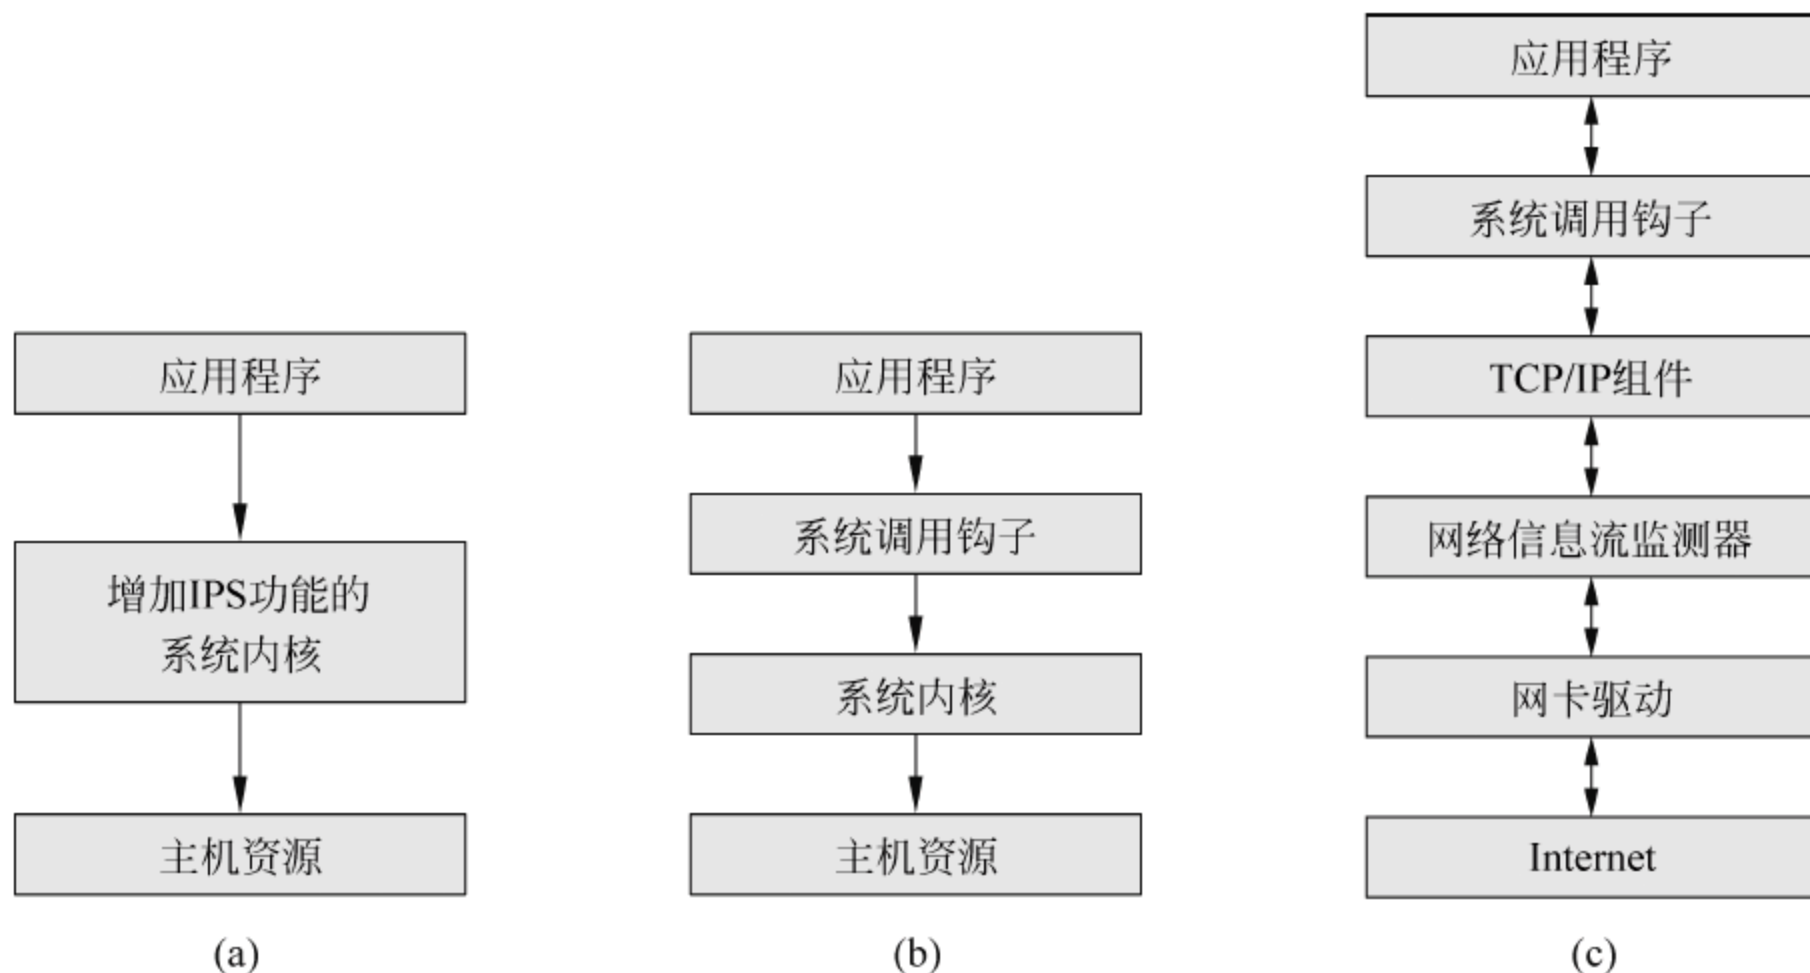 应用程序
增加IPS功能的
系统内核
主机资源
(a)
应用程序
系统调用钩子
系统内核
主机资源
(b)
应用程序
系统调用钩子
TCP/IP组件
网络信息流监测器
网卡驱动
Internet
(c)